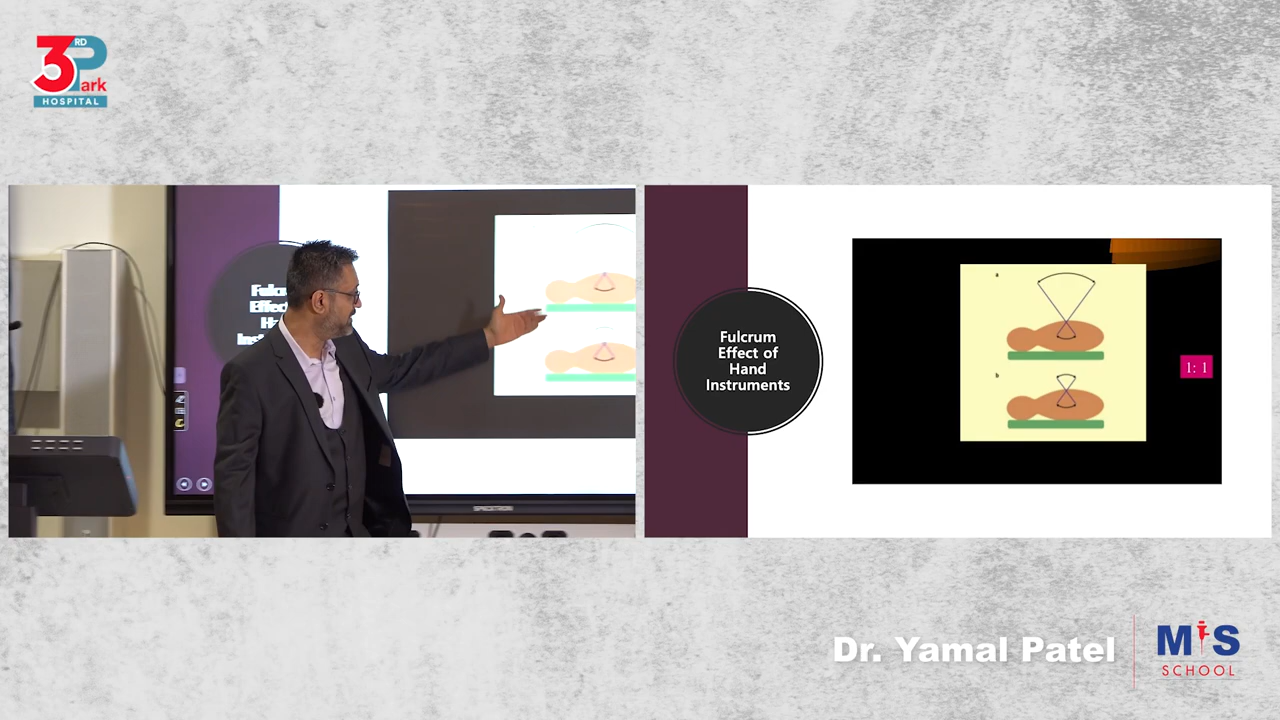 3RD Park
HOSPITAL
Fulcrum
Effect of
Hand
Instruments
a
b
1: 1
Dr. Yamal Patel
MIS
SCHOOL